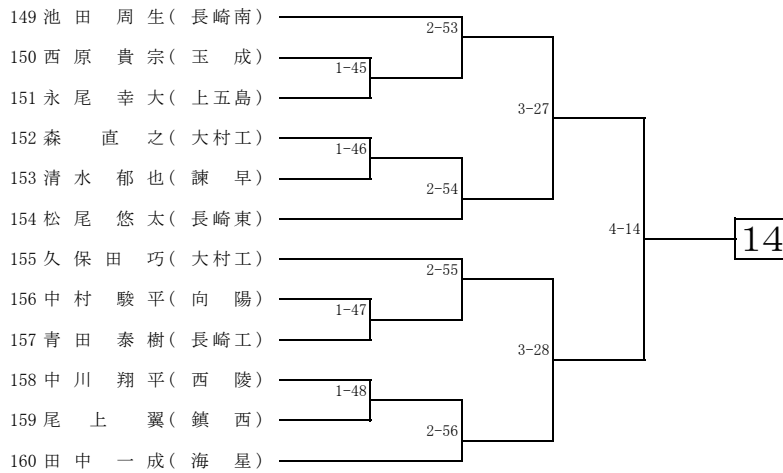 149 池田 周生(長崎南)
2-53
150 西原 貴宗(玉成)
1-45
151 永尾 幸大(上五島)
3-27
152 森 直之(大村工)
1-46
153 清水 郁也(諫早)
2-54
154 松尾 悠太(長崎東)
4-14
14
155 久保田 巧(大村工)
2-55
156 中村 駿平(向陽)
1-47
157 青田 泰樹(長崎工)
3-28
158 中川 翔平(西陵)
1-48
159 尾上 翼(鎮西)
2-56
160 田中 一成(海星)